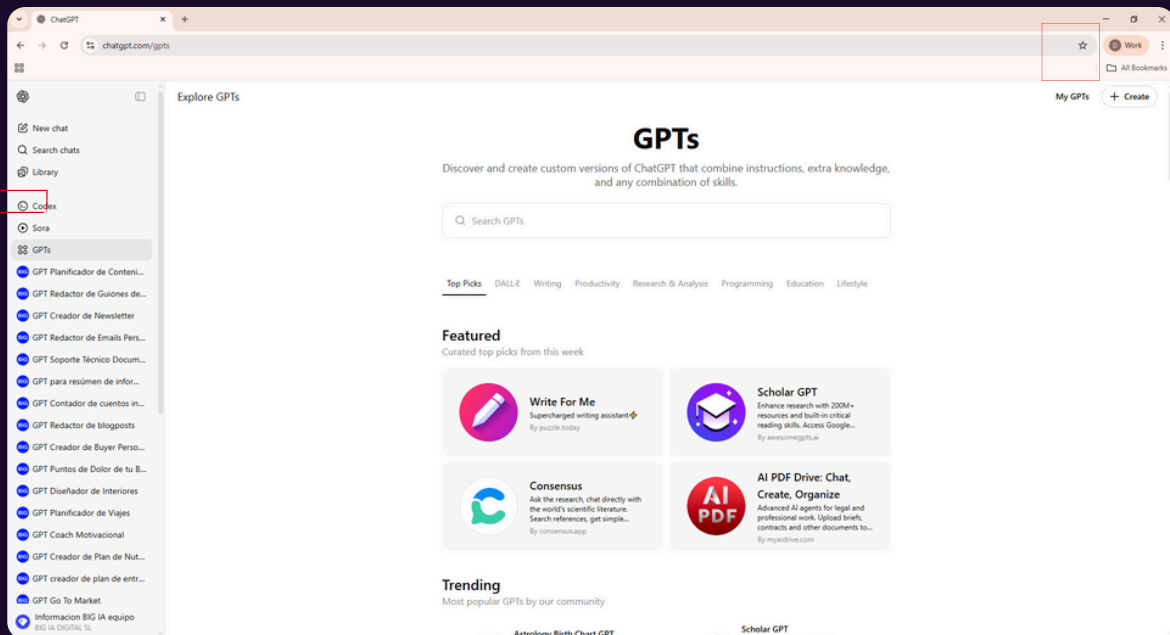 ChatGPT
chatgpt.com/gpts
Work
All Bookmarks
New chat
Search chats
Library
Codex
Sora
GPTs
GPT Planificador de Conteni...
GPT Redactor de Guiones de...
GPT Creador de Newsletter
GPT Redactor de Emails Pers...
GPT Soporte Técnico Docum...
GPT para resúmen de infor...
GPT Contador de cuentos in...
GPT Redactor de blogposts
GPT Creador de Buyer Perso...
GPT Puntos de Dolor de tu B...
GPT Diseñador de Interiores
GPT Planificador de Viajes
GPT Coach Motivacional
GPT Creador de Plan de Nut...
GPT creador de plan de entr...
GPT Go To Market
Informacion BIG IA equipo
BIG IA DIGITAL SL
Explore GPTs
My GPTs
+ Create
GPTs
Discover and create custom versions of ChatGPT that combine instructions, extra knowledge,
and any combination of skills.
Search GPTs
Top Picks DALL·E Writing Productivity Research & Analysis Programming Education Lifestyle
Featured
Curated top picks from this week
Write For Me
Supercharged writing assistant⚡
By puzzle.today
Scholar GPT
Enhance research with 200M+
resources and built-in critical
reading skills. Access Google...
By awesomegpts.ai
Consensus
Ask the research, chat directly with
the world's scientific literature.
Search references, get simple...
By consensus.app
AI
PDF
AI PDF Drive: Chat,
Create, Organize
Advanced AI agents for legal and
professional work. Upload briefs,
contracts and other documents to...
By myaidrive.com
Trending
Most popular GPTs by our community
Astrology Birth Chart GPT
Scholar GPT